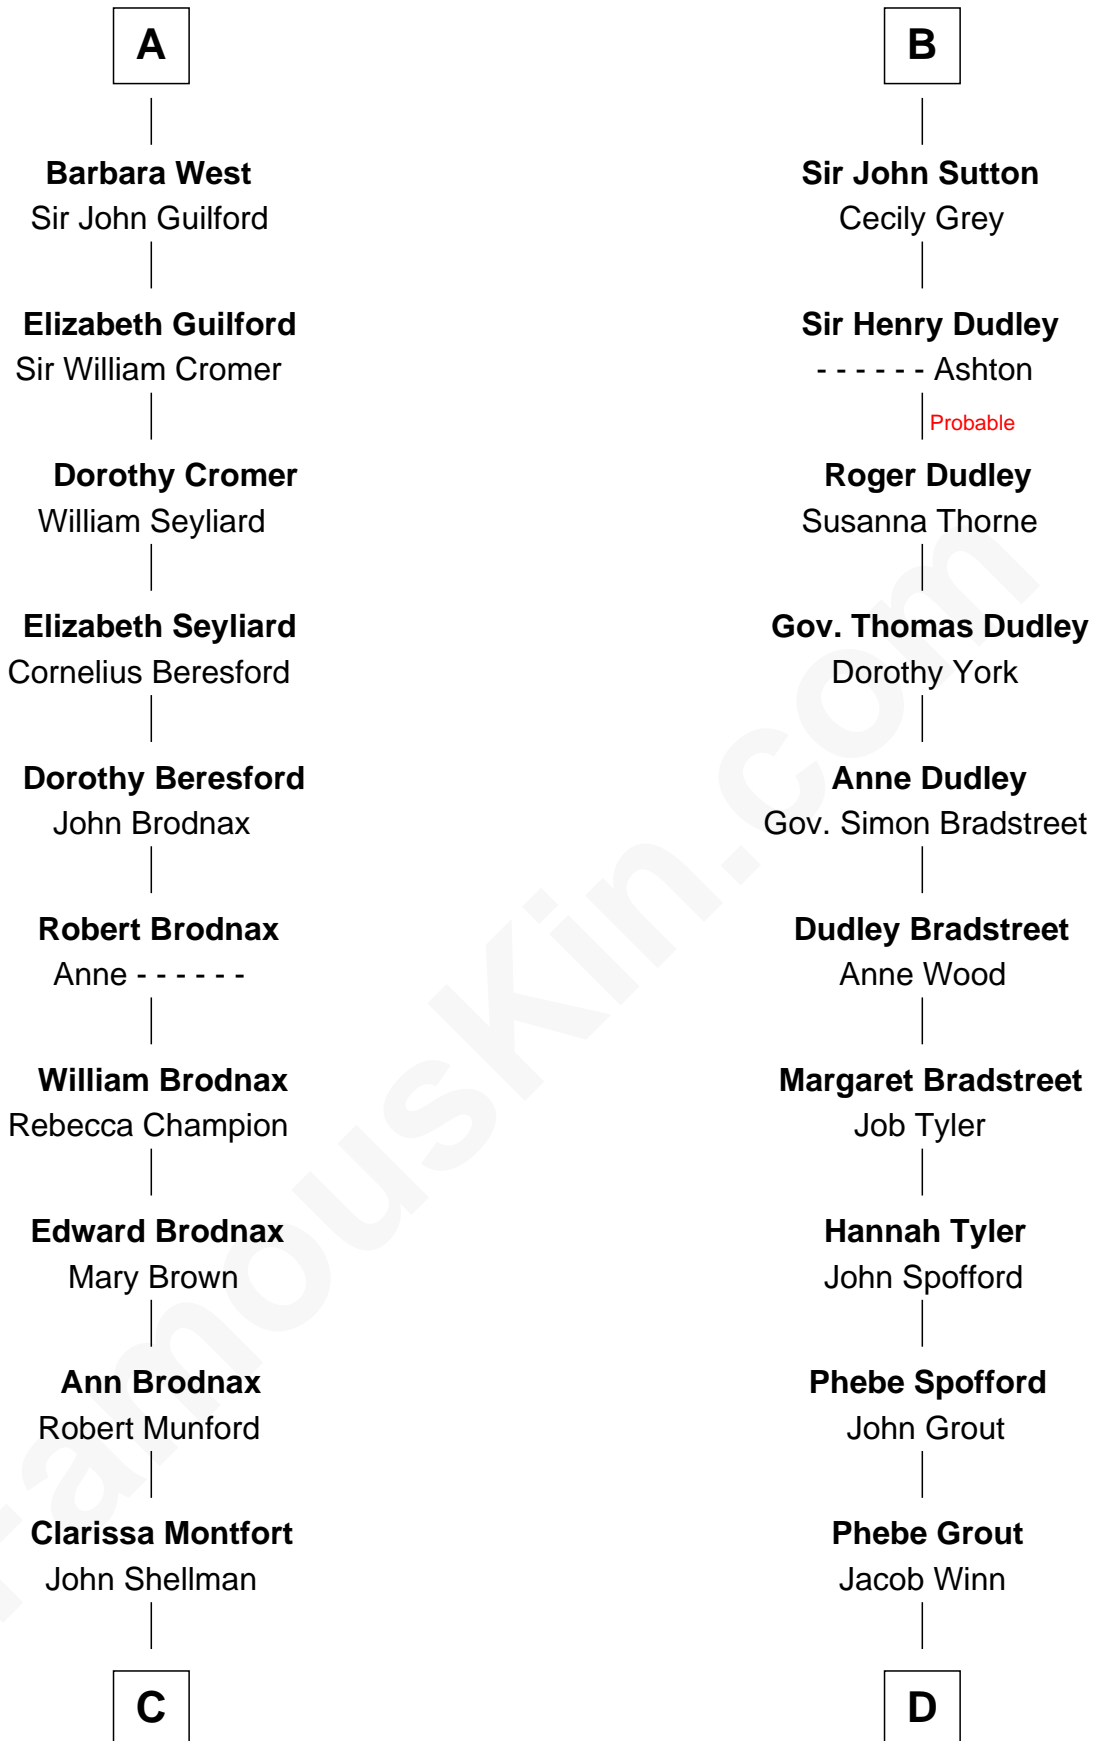 A
Barbara West
Sir John Guilford
Elizabeth Guilford
Sir William Cromer
Dorothy Cromer
William Seyliard
Elizabeth Seyliard
Cornelius Beresford
Dorothy Beresford
John Brodnax
Robert Brodnax
Anne - - - - - -
William Brodnax
Rebecca Champion
Edward Brodnax
Mary Brown
Ann Brodnax
Robert Munford
Clarissa Montfort
John Shellman
C
B
Sir John Sutton
Cecily Grey
Sir Henry Dudley
- - - - - - Ashton
Probable
Roger Dudley
Susanna Thorne
Gov. Thomas Dudley
Dorothy York
Anne Dudley
Gov. Simon Bradstreet
Dudley Bradstreet
Anne Wood
Margaret Bradstreet
Job Tyler
Hannah Tyler
John Spofford
Phebe Spofford
John Grout
Phebe Grout
Jacob Winn
D
FamousKin.com